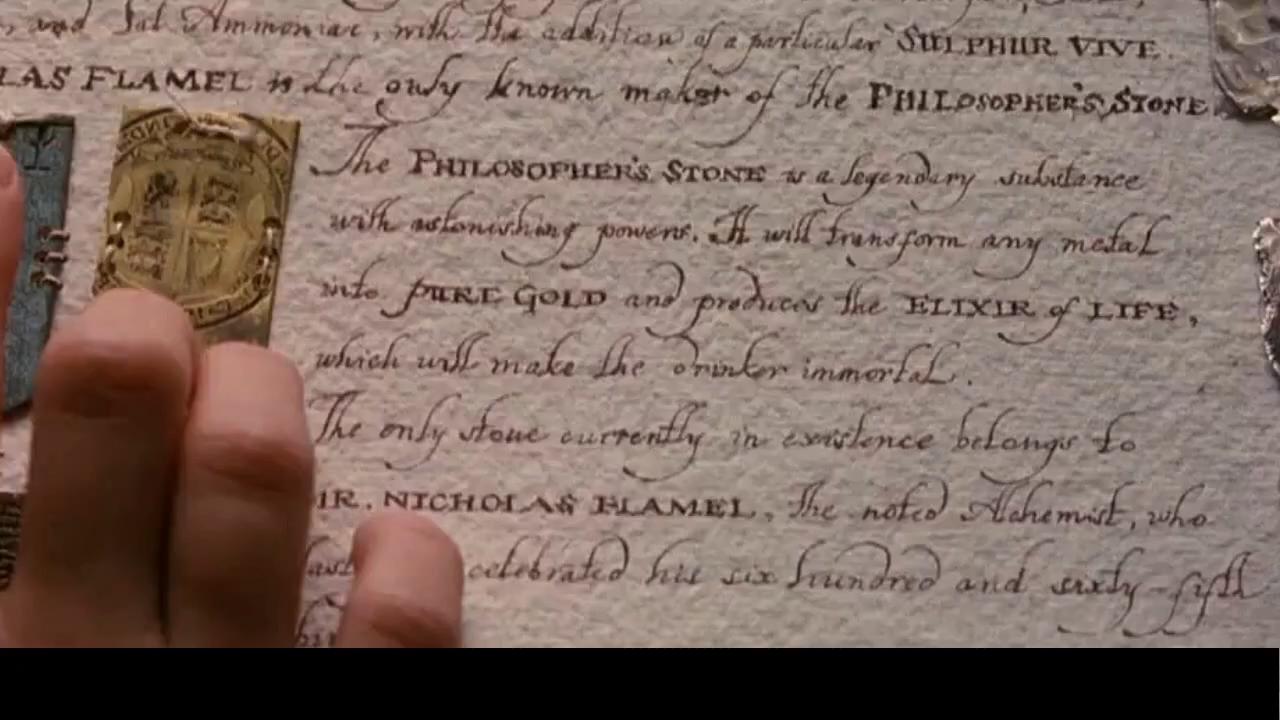 and Sal Ammoniac, with the addition of a particular SULPHUR VIVE.
LAS FLAMEL is the only known maker of the PHILOSOPHER'S STONE.
The PHILOSOPHER'S STONE is a legendary substance
with astonishing powers. It will transform any metal
into PURE GOLD and produces the ELIXIR of LIFE,
which will make the drinker immortal.
The only stone currently in existence belongs to
MR. NICHOLAS FLAMEL, The noted Alchemist, who
last celebrated his six hundred and sixty-fifth